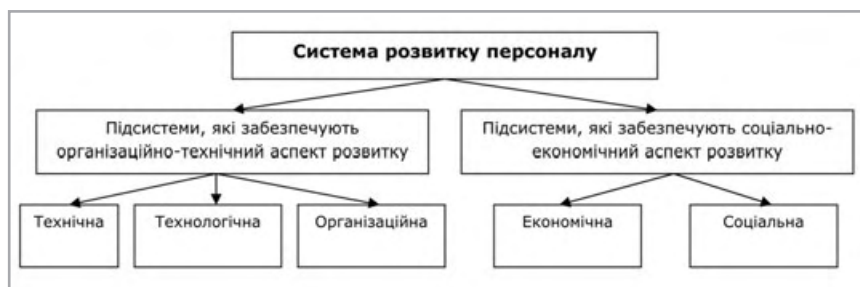 Система розвитку персоналу
Підсистеми, які забезпечують
організаційно-технічний аспект розвитку
Підсистеми, які забезпечують соціально-
економічний аспект розвитку
Технічна
Технологічна
Організаційна
Економічна
Соціальна